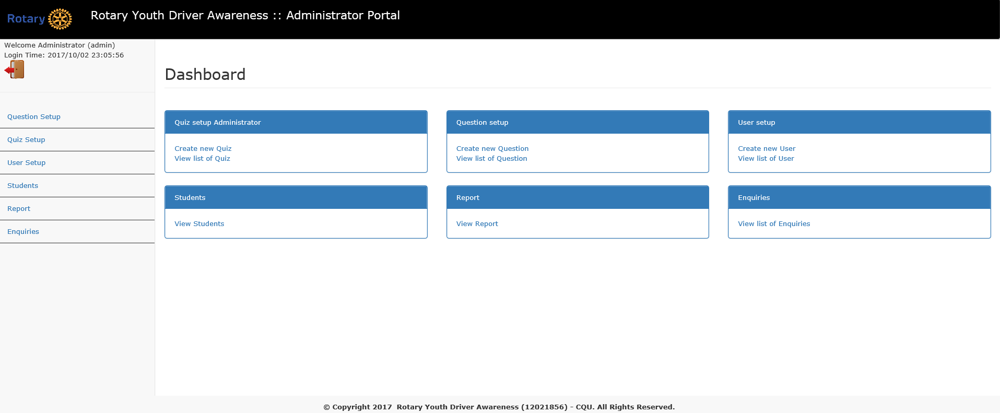 Rotary
Rotary Youth Driver Awareness :: Administrator Portal
Welcome Administrator (admin)
Login Time: 2017/10/02 23:05:56
Question Setup
Quiz Setup
User Setup
Students
Report
Enquiries
Dashboard
Quiz setup Administrator
Create new Quiz
View list of Quiz
Question setup
Create new Question
View list of Question
User setup
Create new User
View list of User
Students
View Students
Report
View Report
Enquiries
View list of Enquiries
© Copyright 2017 Rotary Youth Driver Awareness (12021856) - CQU. All Rights Reserved.